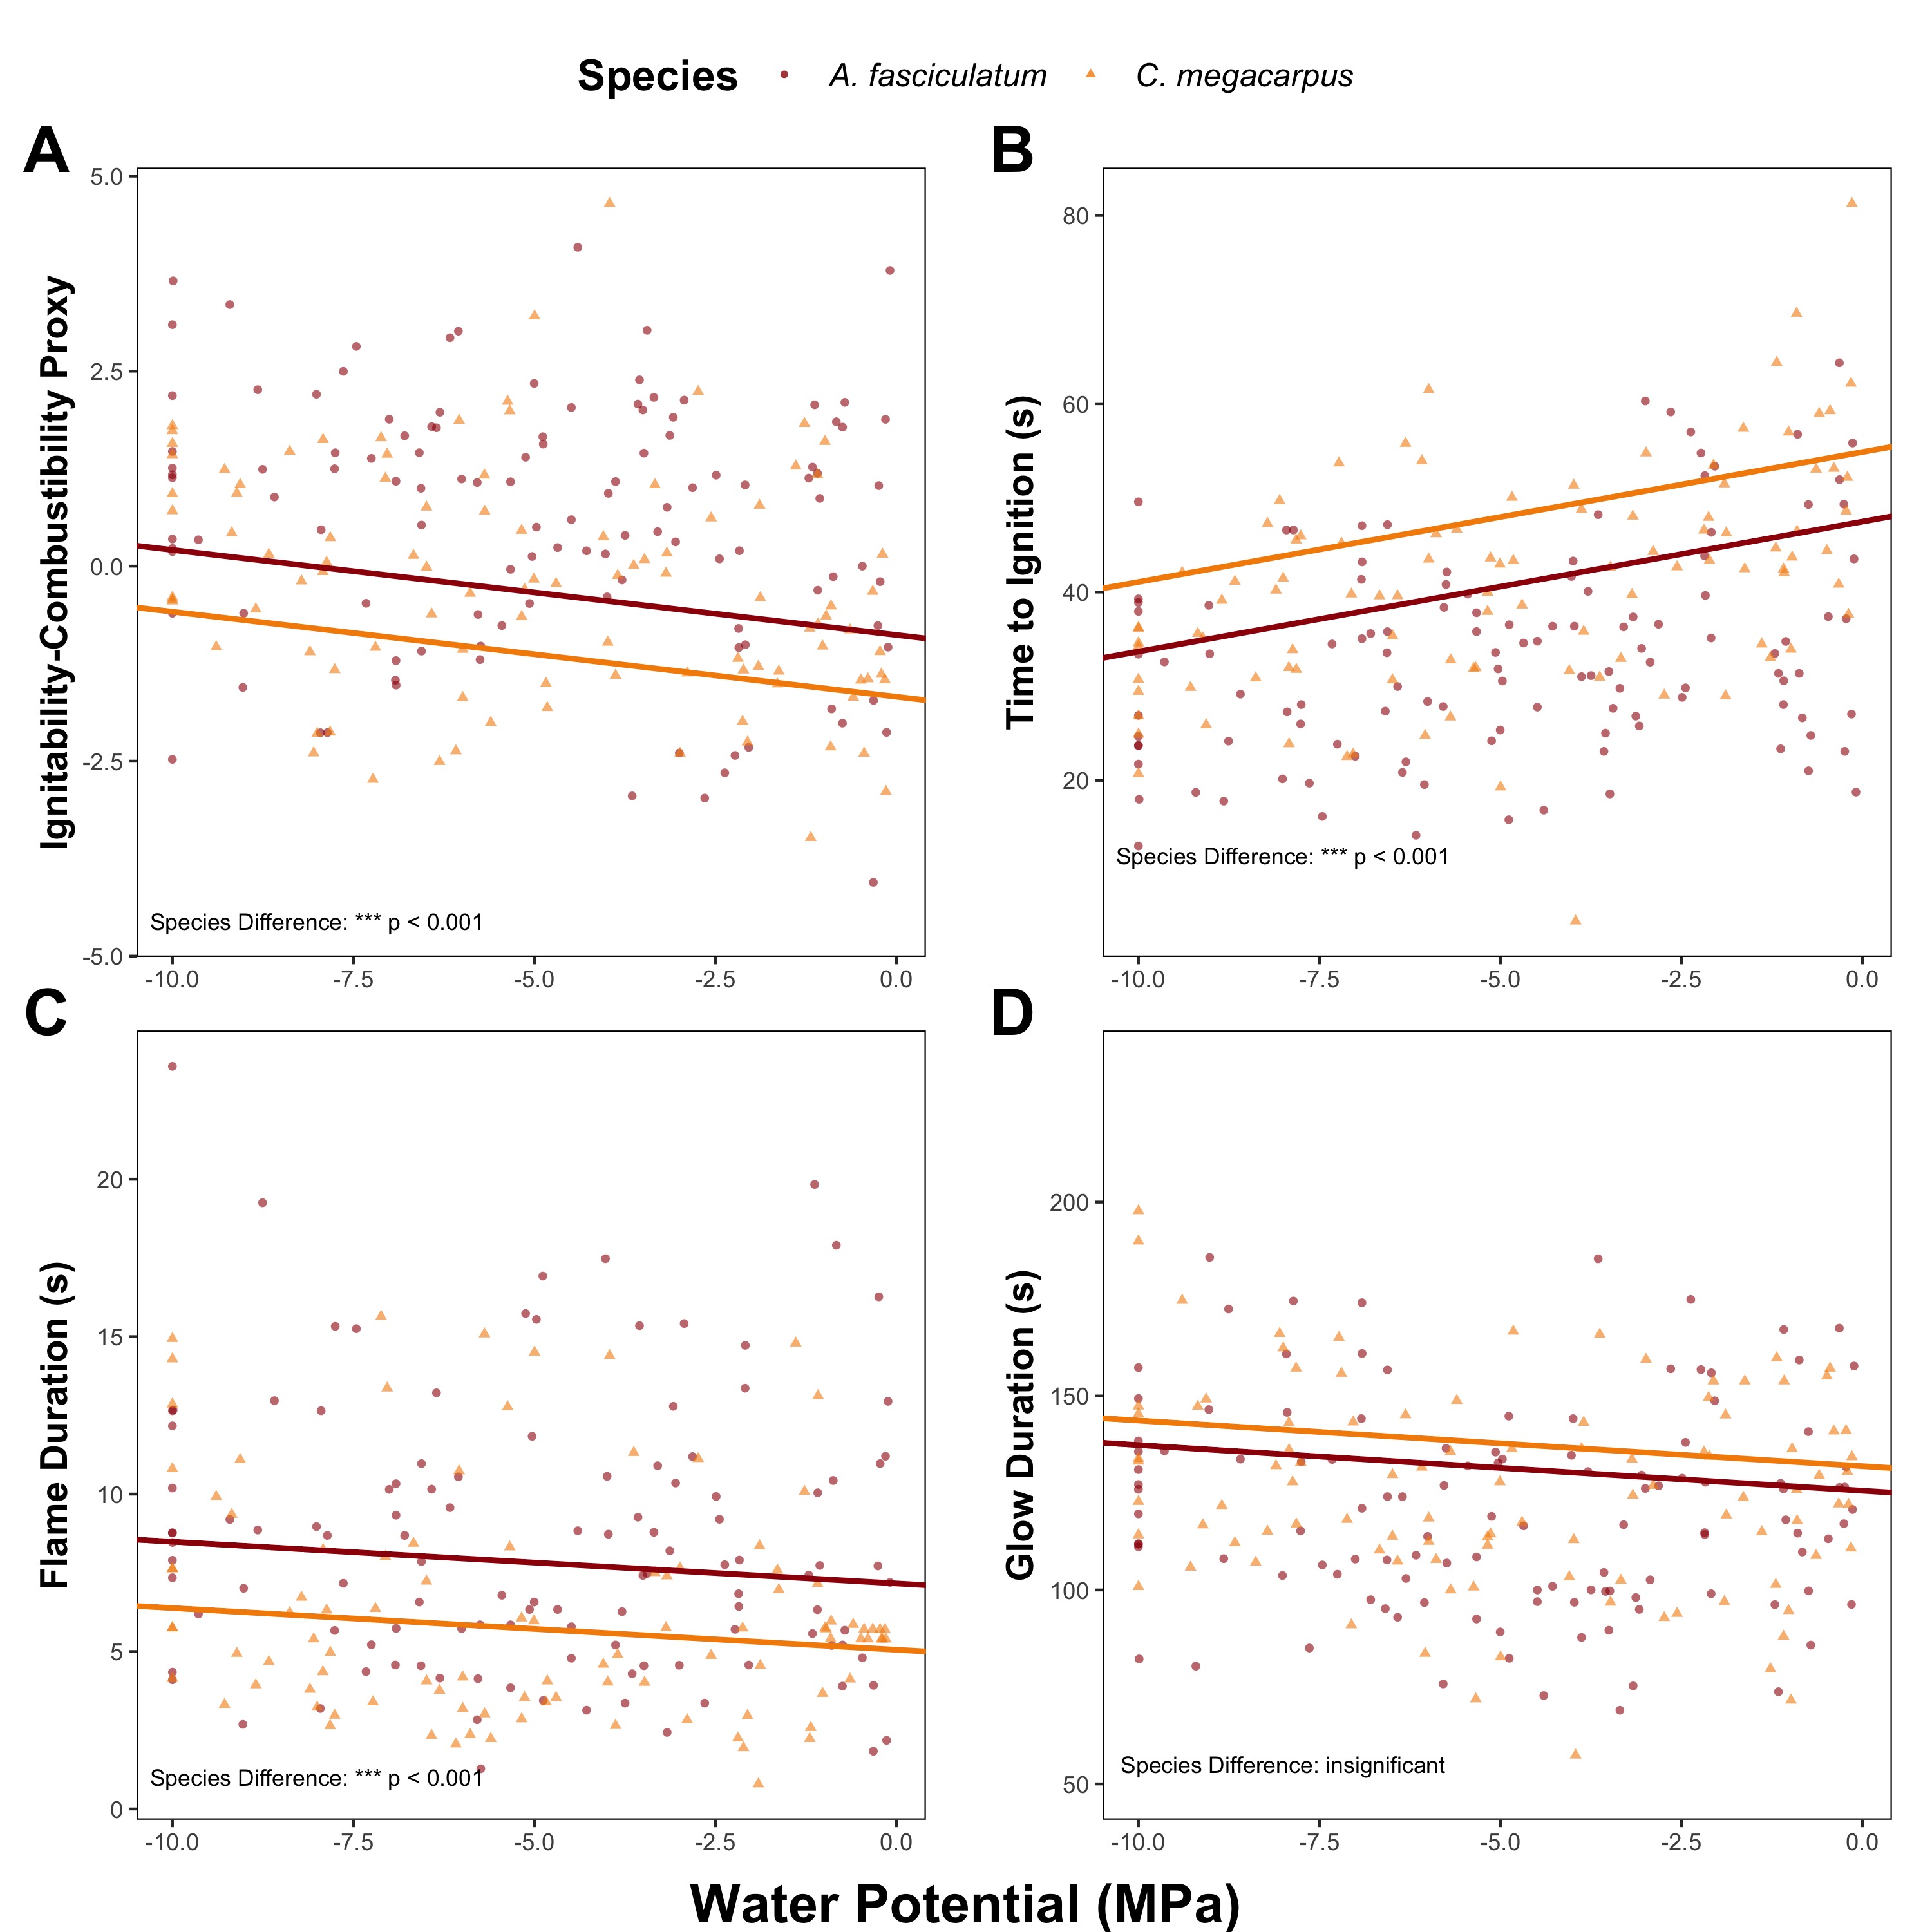 Species A. fasciculatum C. megacarpus
A
B
Ignitability-Combustibility Proxy
5.0
2.5
0.0
-2.5
-5.0
Species Difference: *** p < 0.001
-10.0 -7.5 -5.0 -2.5 0.0
Time to Ignition (s)
80
60
40
20
Species Difference: *** p < 0.001
-10.0 -7.5 -5.0 -2.5 0.0
C
D
Flame Duration (s)
20
15
10
5
0
Species Difference: *** p < 0.001
-10.0 -7.5 -5.0 -2.5 0.0
Glow Duration (s)
200
150
100
50
Species Difference: insignificant
-10.0 -7.5 -5.0 -2.5 0.0
Water Potential (MPa)